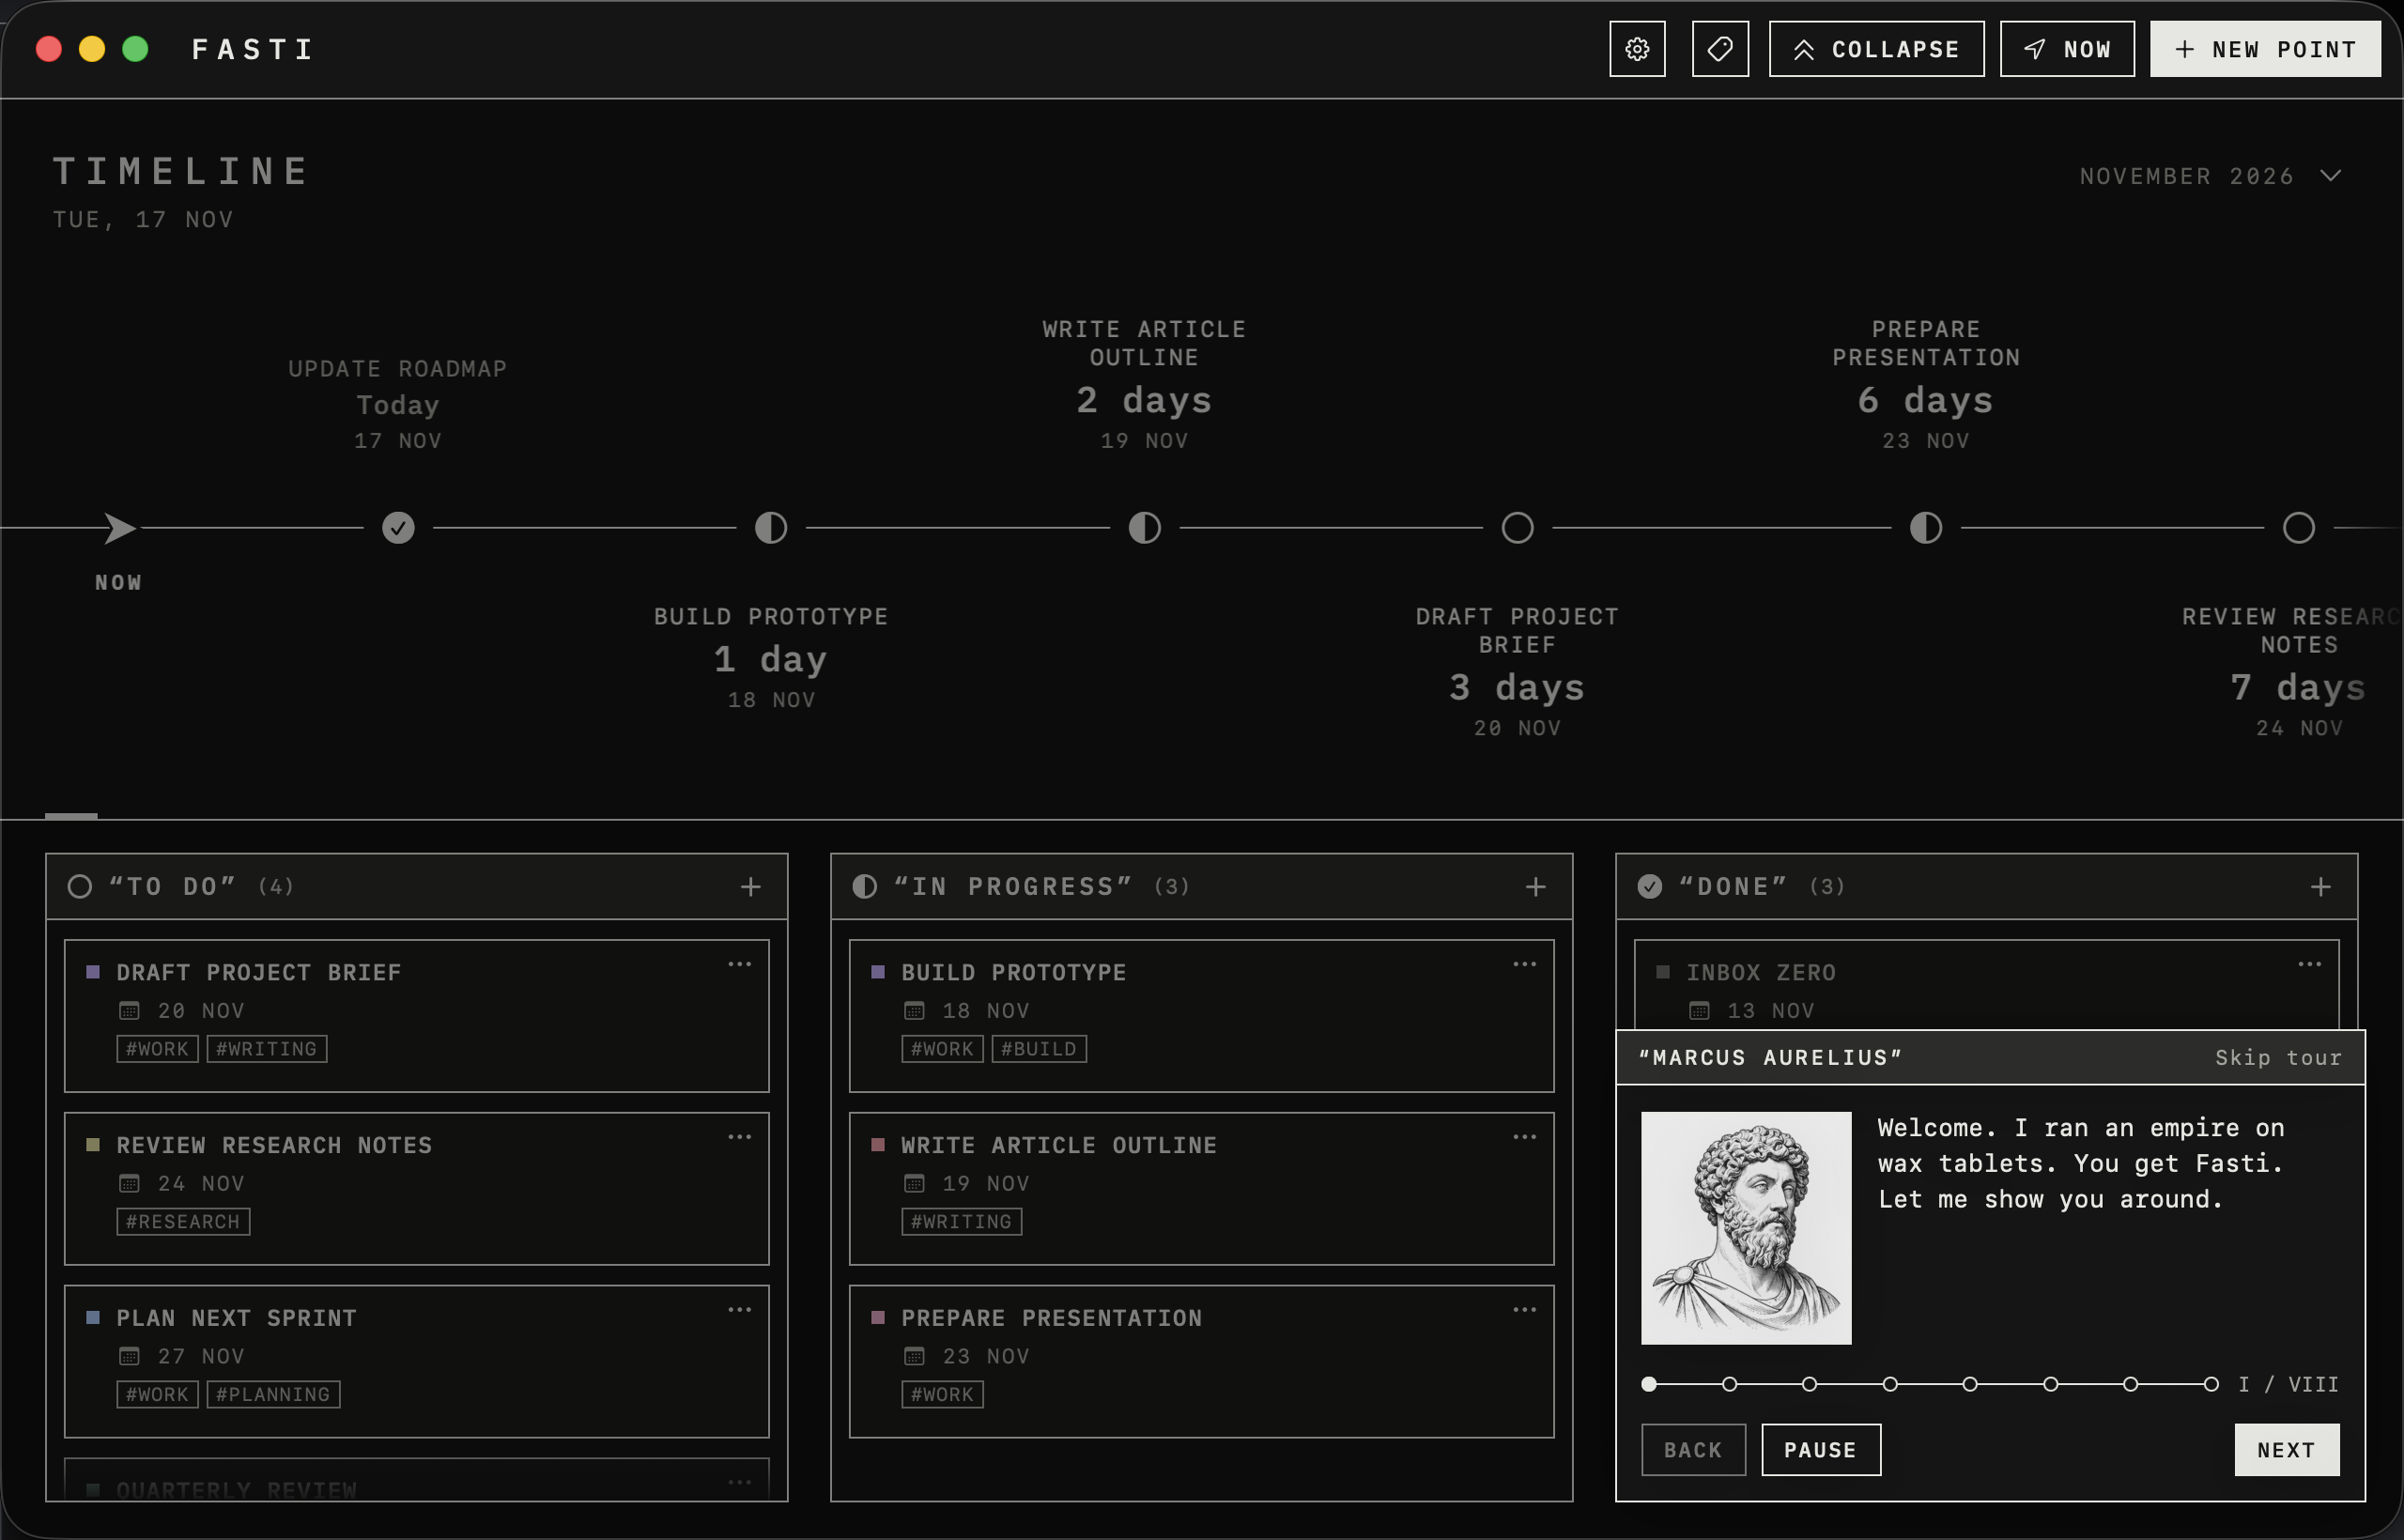 FASTI
COLLAPSE
NOW
+ NEW POINT
TIMELINE
TUE, 17 NOV
NOVEMBER 2026
UPDATE ROADMAP
Today
17 NOV
WRITE ARTICLE
OUTLINE
2 days
19 NOV
PREPARE
PRESENTATION
6 days
23 NOV
NOW
BUILD PROTOTYPE
1 day
18 NOV
DRAFT PROJECT
BRIEF
3 days
20 NOV
REVIEW RESEARC
NOTES
7 days
24 NOV
“TO DO” (4) +
DRAFT PROJECT BRIEF
20 NOV
#WORK #WRITING
REVIEW RESEARCH NOTES
24 NOV
#RESEARCH
PLAN NEXT SPRINT
27 NOV
#WORK #PLANNING
QUARTERLY REVIEW
“IN PROGRESS” (3) +
BUILD PROTOTYPE
18 NOV
#WORK #BUILD
WRITE ARTICLE OUTLINE
19 NOV
#WRITING
PREPARE PRESENTATION
23 NOV
#WORK
“DONE” (3) +
INBOX ZERO
13 NOV
“MARCUS AURELIUS” Skip tour
Welcome. I ran an empire on
wax tablets. You get Fasti.
Let me show you around.
I / VIII
BACK PAUSE NEXT